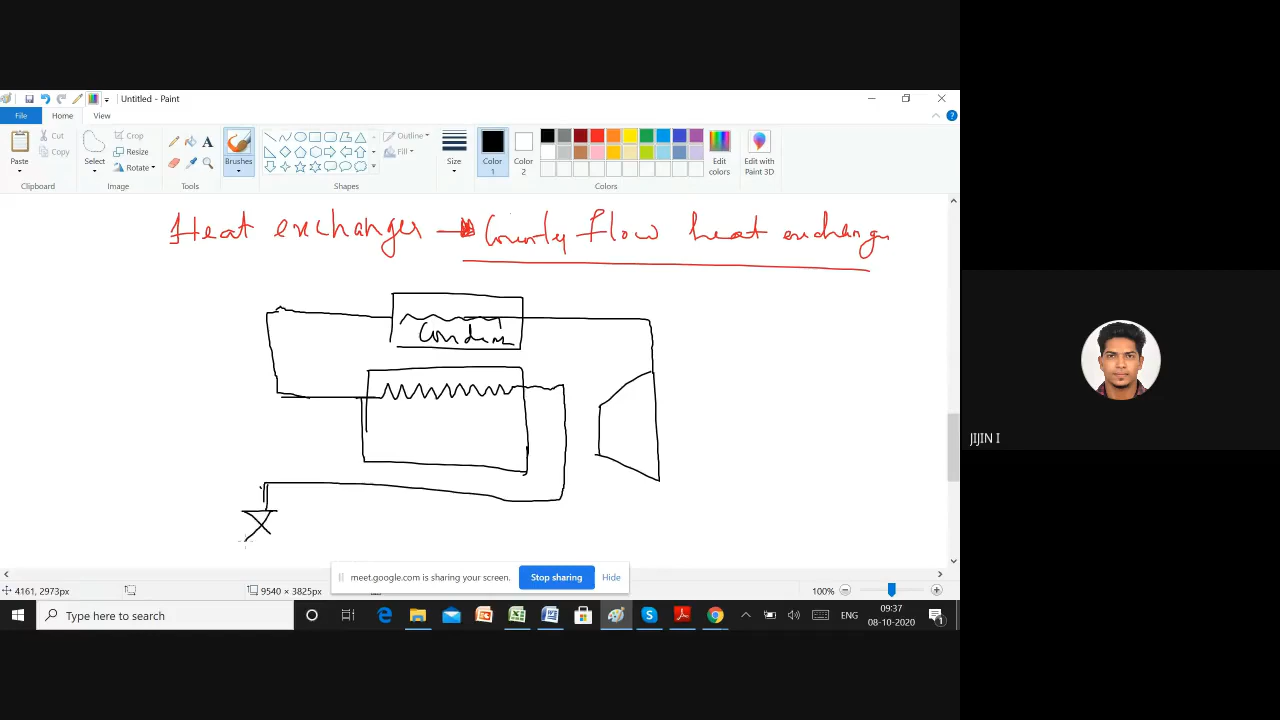 Untitled - Paint
File Home View
Paste Cut Copy Clipboard
Select Crop Resize Rotate Image
Tools
Brushes
Shapes Outline Fill
Size
Color 1 Color 2 Edit colors Colors
Edit with Paint 3D
Heat exchanger flow heat exchanger
JIJIN I
meet.google.com is sharing your screen. Stop sharing Hide
4161, 2973px 9540 × 3825px 100%
Type here to search ENG 09:37
08-10-2020 1